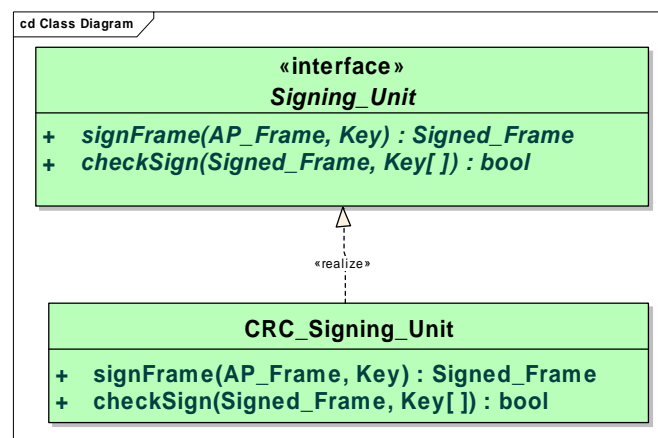 cd Class Diagram
«interface»
Signing_Unit
+ signFrame(AP_Frame, Key) : Signed_Frame
+ checkSign(Signed_Frame, Key[ ]) : bool
«realize»
CRC_Signing_Unit
+ signFrame(AP_Frame, Key) : Signed_Frame
+ checkSign(Signed_Frame, Key[ ]) : bool